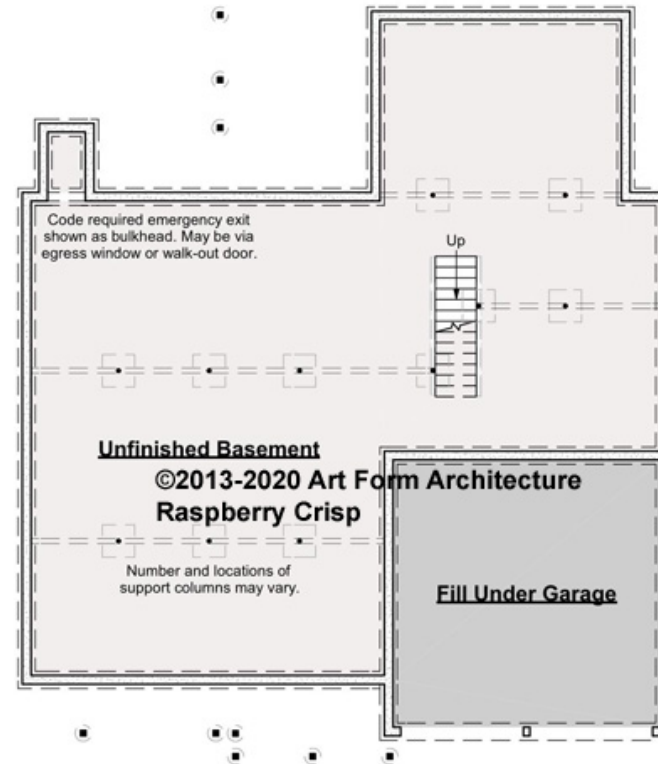 Code required emergency exit
shown as bulkhead. May be via
egress window or walk-out door.
Up
Unfinished Basement
©2013-2020 Art Form Architecture
Raspberry Crisp
Number and locations of
support columns may vary.
Fill Under Garage